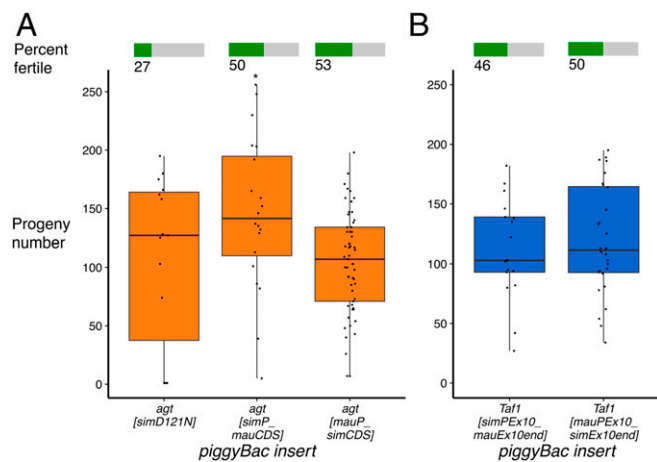 A
B
Percent
fertile
27
50
53
46
50
*
250
200
150
100
50
0
Progeny
number
250
200
150
100
50
0
agt
[simD121N]
agt
[simP_
mauCDS]
agt
[mauP_
simCDS]
piggyBac insert
Taf1
[simPEx10_
mauEx10end]
Taf1
[mauPEx10_
simEx10end]
piggyBac insert